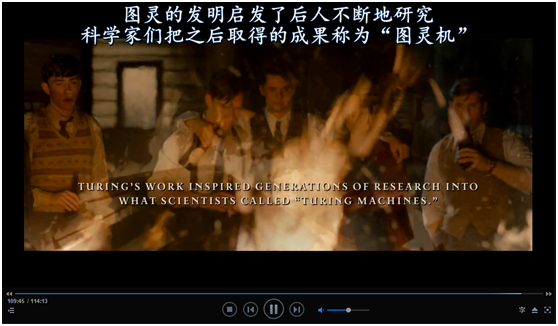 图灵的发明启发了后人不断地研究
科学家们把之后取得的成果称为“图灵机”
TURING'S WORK INSPIRED GENERATIONS OF RESEARCH INTO
WHAT SCIENTISTS CALLED “TURING MACHINES.”
109:45 / 114:13
字